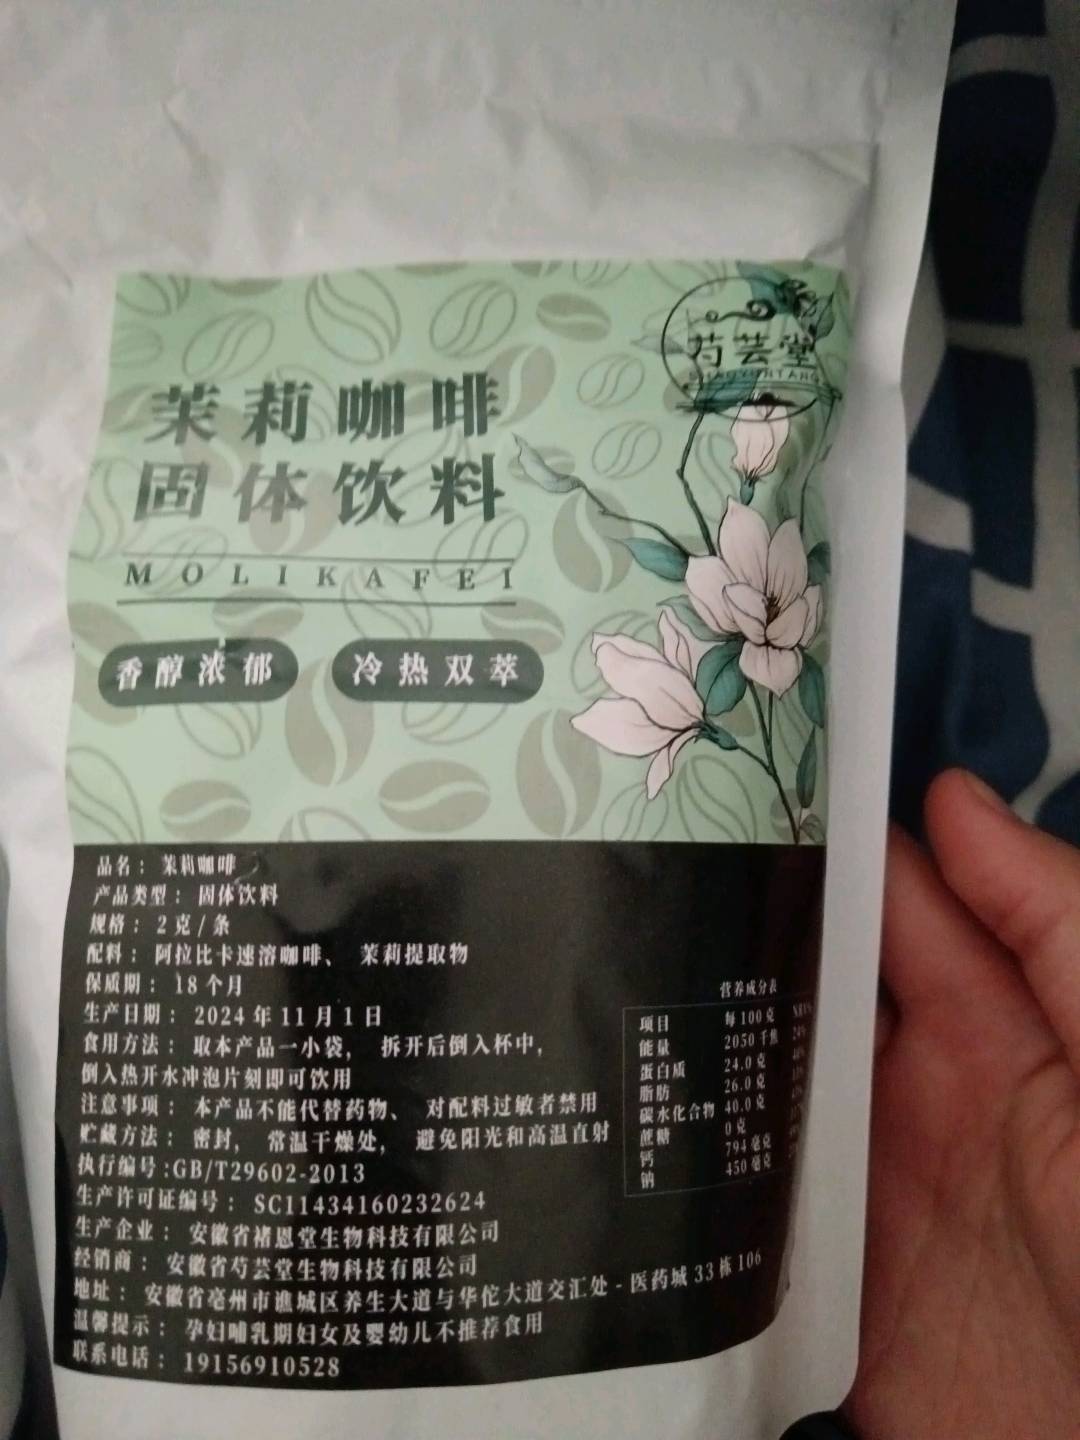 芍芸堂
SHAOYUNTANG
茉莉咖啡
固体饮料
MOLIKAFEI
香醇浓郁 冷热双萃
品名：茉莉咖啡
产品类型：固体饮料
规格：2克/条
配料：阿拉比卡速溶咖啡、茉莉提取物
保质期：18个月
生产日期：2024年11月1日
食用方法：取本产品一小袋，拆开后倒入杯中，
倒入热开水冲泡片刻即可饮用
注意事项：本产品不能代替药物、对配料过敏者禁用
贮藏方法：密封，常温干燥处，避免阳光和高温直射
执行编号:GB/T29602-2013
生产许可证编号：SC11434160232624
生产企业：安徽省褚恩堂生物科技有限公司
经销商：安徽省芍芸堂生物科技有限公司
地址：安徽省亳州市谯城区养生大道与华佗大道交汇处-医药城33栋106
温馨提示：孕妇哺乳期妇女及婴幼儿不推荐食用
联系电话：19156910528
营养成分表
项目 每100克
能量 2050千焦
蛋白质 24.0克
脂肪 26.0克
碳水化合物 40.0克
蔗糖 0克
钙 794毫克
钠 450毫克